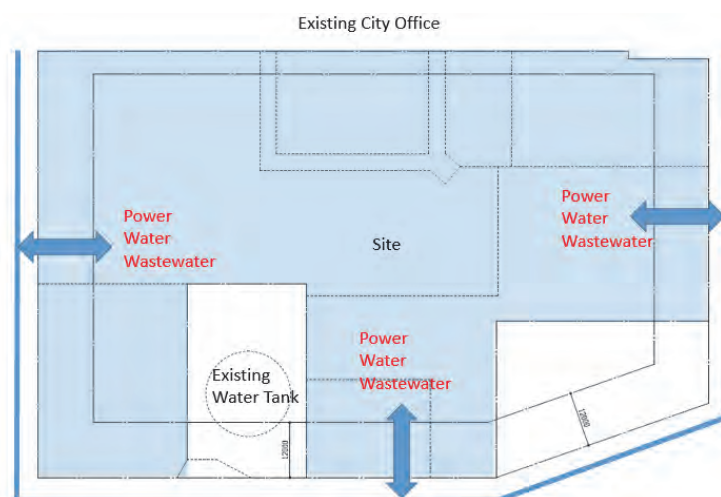 Existing City Office
Power
Water
Wastewater
Site
Power
Water
Wastewater
Power
Water
Wastewater
Existing
Water Tank
12000
12000